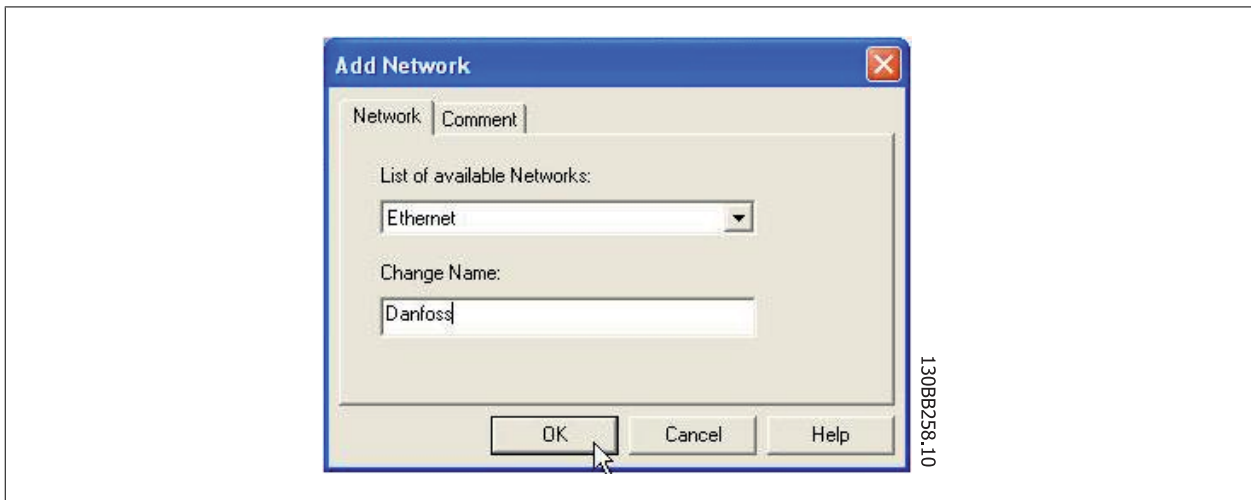 Add Network
Network
Comment
List of available Networks:
Ethernet
Change Name:
Danfoss
OK
Cancel
Help
130BB258.10